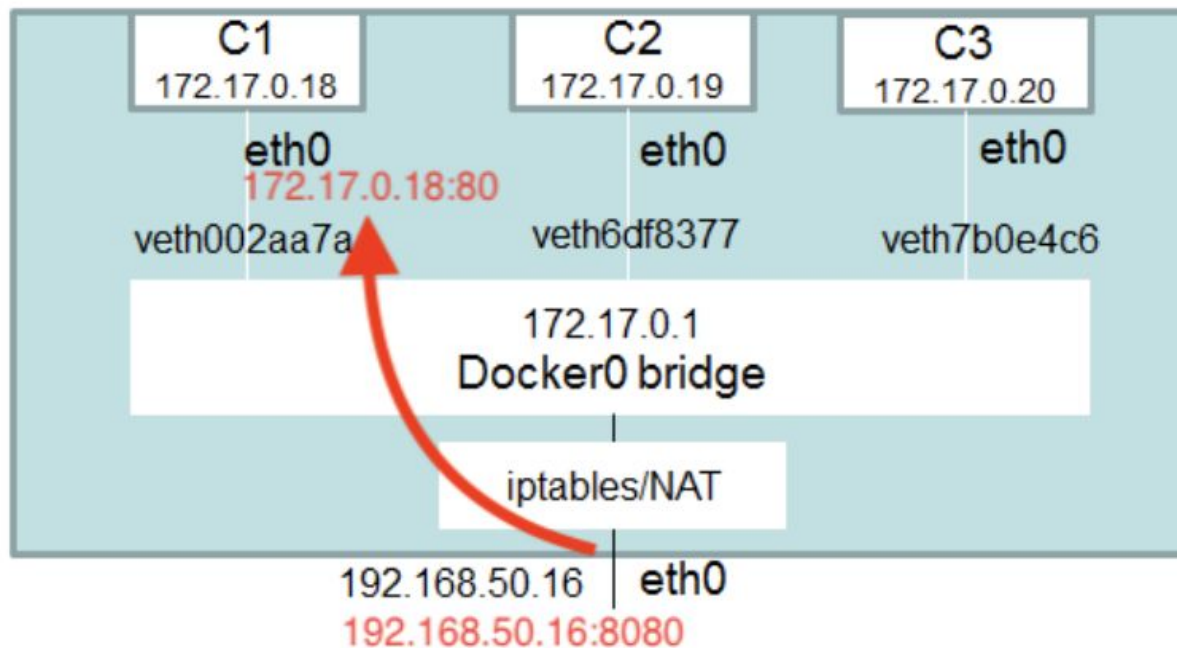 C1
172.17.0.18
C2
172.17.0.19
C3
172.17.0.20
eth0
eth0
eth0
172.17.0.18:80
veth002aa7a
veth6df8377
veth7b0e4c6
172.17.0.1
Docker0 bridge
iptables/NAT
192.168.50.16
eth0
192.168.50.16:8080